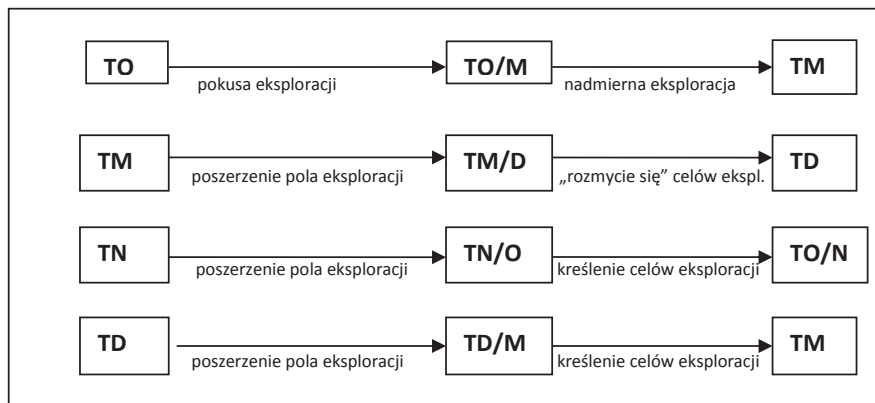 TO TO/M TM
pokusa eksploracji nadmierna eksploracja
TM TM/D TD
poszerzenie pola eksploracji „rozmycie się” celów ekspl.
TN TN/O TO/N
poszerzenie pola eksploracji kreślenie celów eksploracji
TD TD/M TM
poszerzenie pola eksploracji kreślenie celów eksploracji